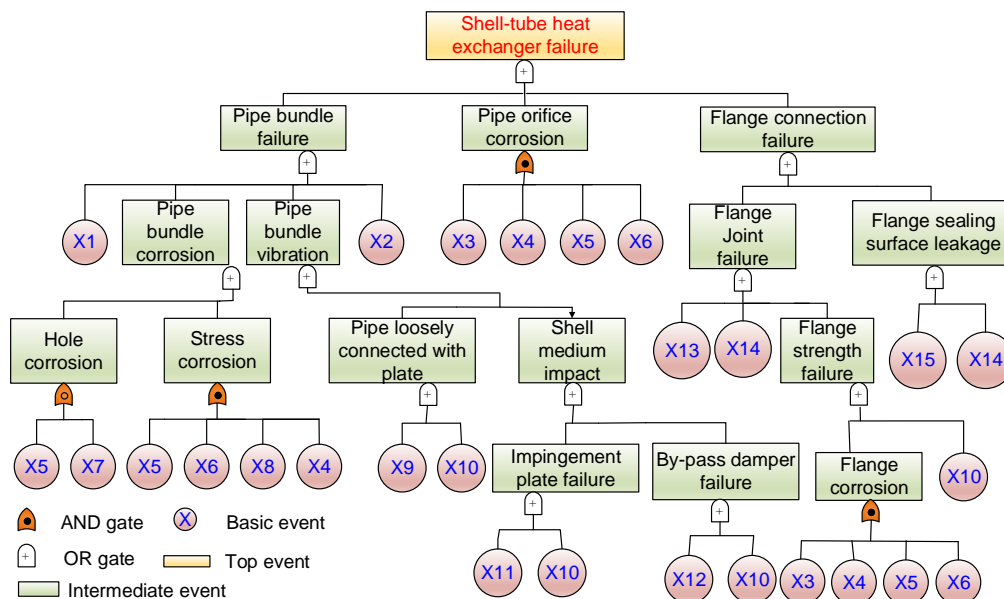 Shell-tube heat
exchanger failure
+
Pipe bundle
failure
Pipe orifice
corrosion
Flange connection
failure
+
+
X1
Pipe
bundle
corrosion
Pipe
bundle
vibration
X2
X3
X4
X5
X6
Flange
Joint
failure
Flange sealing
surface leakage
+
+
+
+
Hole
corrosion
Stress
corrosion
Pipe loosely
connected with
plate
Shell
medium
impact
X13
X14
Flange
strength
failure
X15
X14
+
+
+
X5
X7
X5
X6
X8
X4
X9
X10
Impingement
plate failure
By-pass damper
failure
Flange
corrosion
X10
+
+
X11
X10
X12
X10
X3
X4
X5
X6
AND gate
X
Basic event
+
OR gate
Top event
Intermediate event